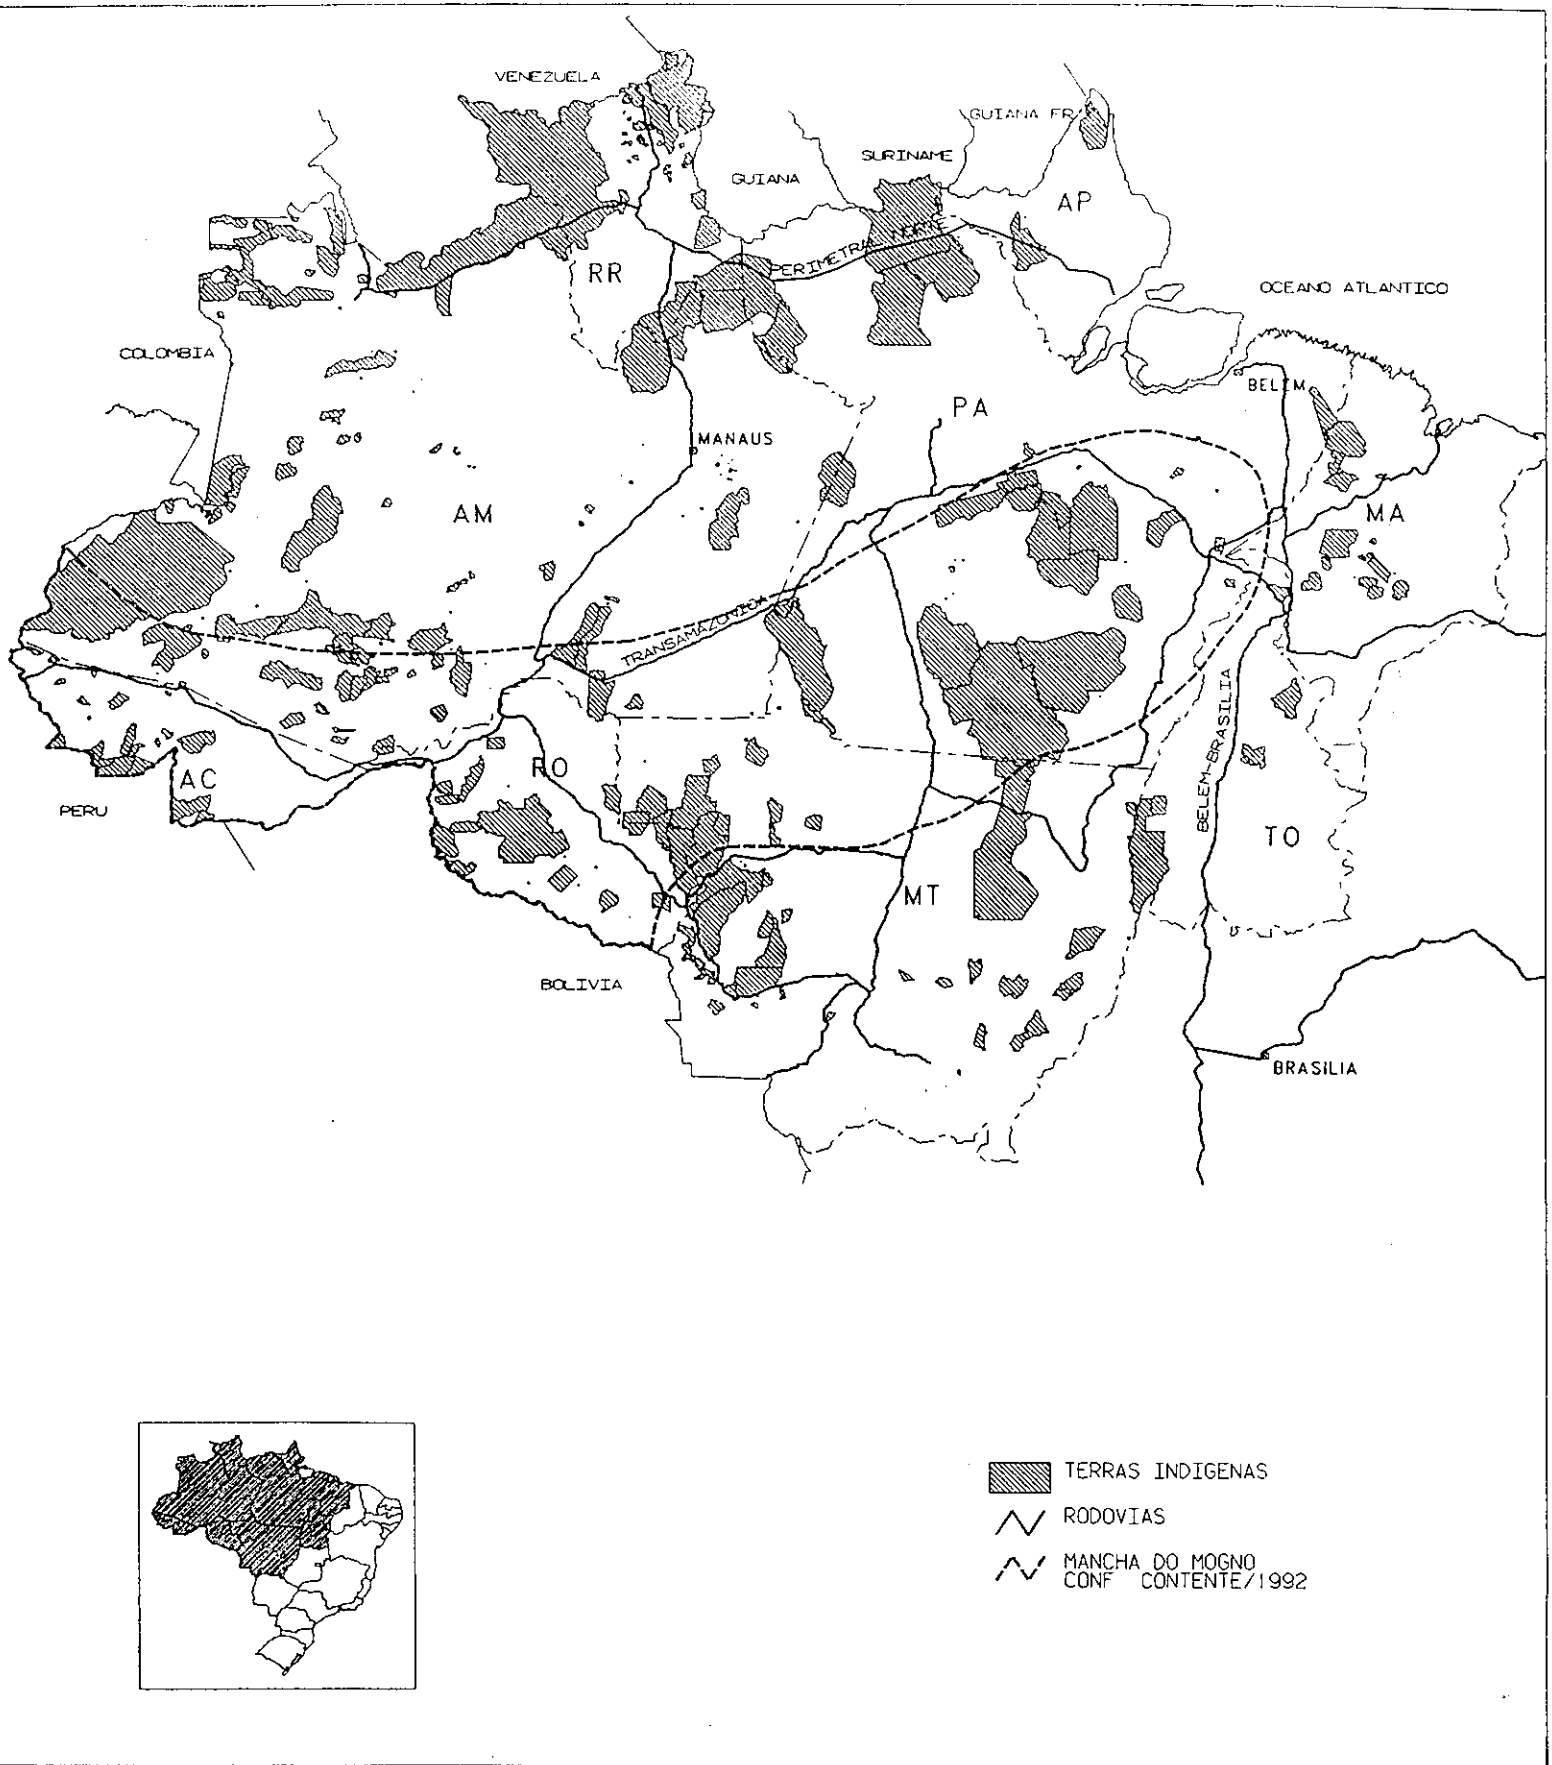 VENEZUELA
GUIANA FR
SURINAME
GUIANA
AP
PERIMETRAL NORTE
RR
OCEANO ATLANTICO
COLOMBIA
BELEM
PA
MANAUS
AM
MA
TRANSAMAZONICA
BELEM-BRASILIA
RO
AC
PERU
TO
MT
BOLIVIA
BRASILIA
TERRAS INDIGENAS
RODOVIAS
MANCHA DO MOGNO
CONF CONTENTE/1992